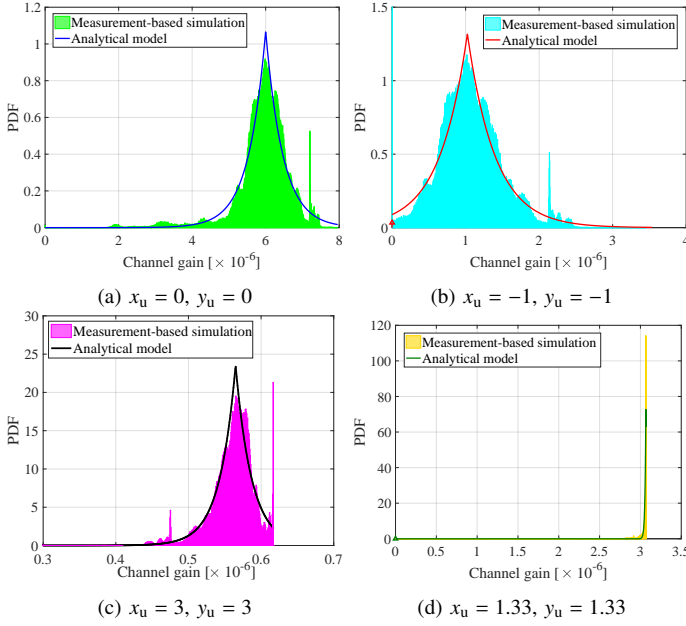 1.2
1
0.8
0.6
0.4
0.2
0
PDF
Measurement-based simulation
Analytical model
0 2 4 6 8
Channel gain [× 10⁻⁶]
(a) xᵤ = 0, yᵤ = 0
1.5
1
0.5
0
PDF
Measurement-based simulation
Analytical model
0 1 2 3 4
Channel gain [× 10⁻⁶]
(b) xᵤ = −1, yᵤ = −1
30
25
20
15
10
5
0
PDF
Measurement-based simulation
Analytical model
0.3 0.4 0.5 0.6 0.7
Channel gain [× 10⁻⁶]
(c) xᵤ = 3, yᵤ = 3
120
100
80
60
40
20
0
PDF
Measurement-based simulation
Analytical model
0 0.5 1 1.5 2 2.5 3 3.5
Channel gain [× 10⁻⁶]
(d) xᵤ = 1.33, yᵤ = 1.33